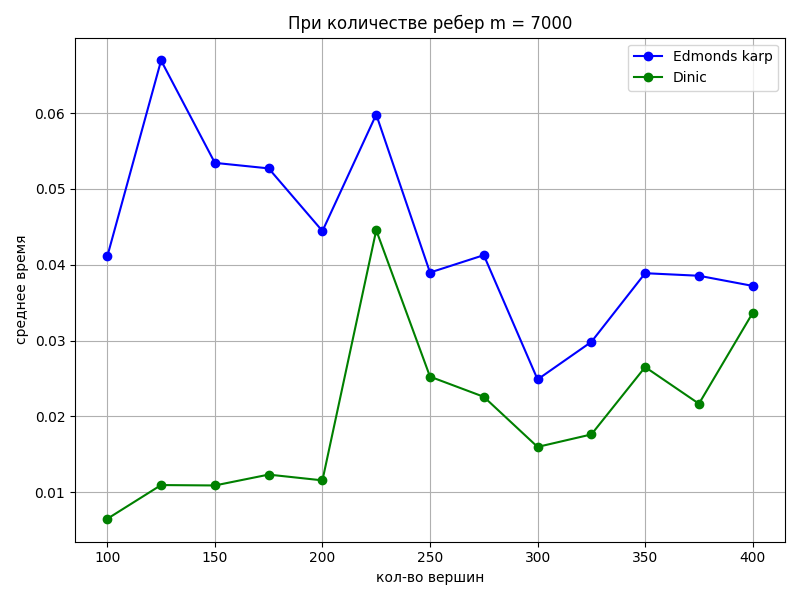 При количестве ребер m = 7000
Edmonds karp
Dinic
среднее время
0.06
0.05
0.04
0.03
0.02
0.01
100 150 200 250 300 350 400
кол-во вершин